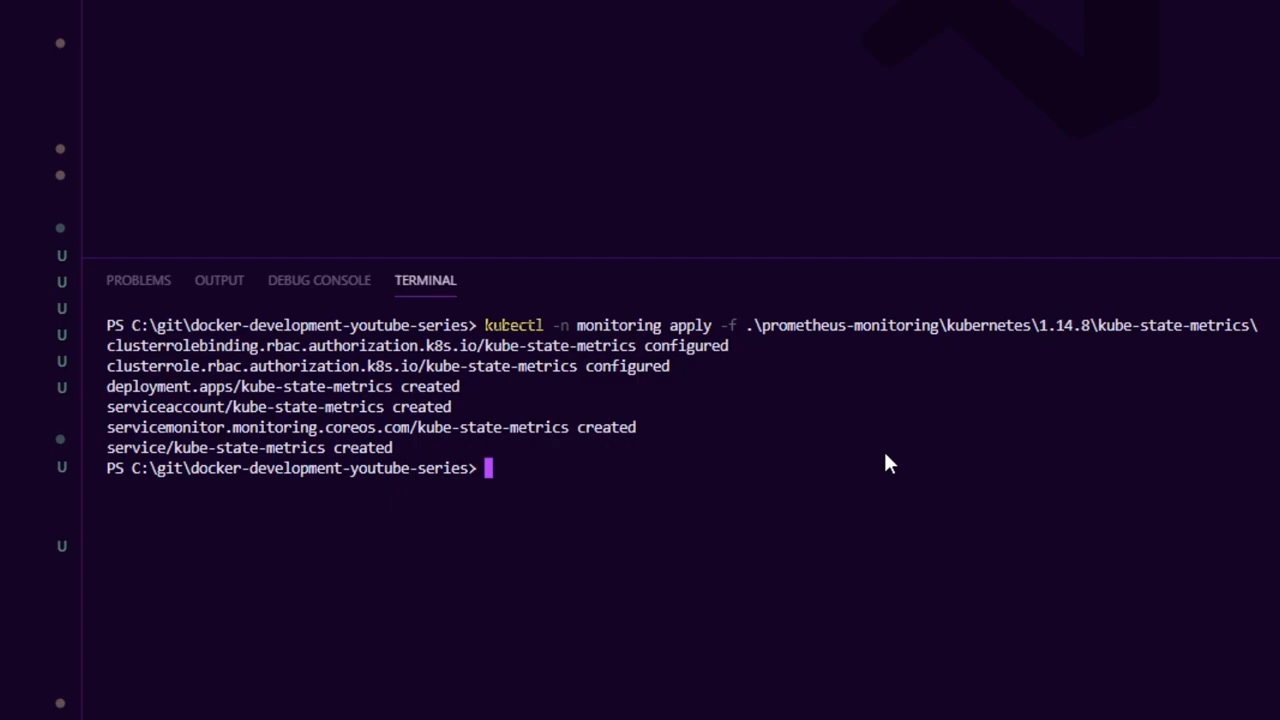 U
U
U
U
U
U
U
U
PROBLEMS OUTPUT DEBUG CONSOLE TERMINAL
PS C:\git\docker-development-youtube-series> kubectl -n monitoring apply -f .\prometheus-monitoring\kubernetes\1.14.8\kube-state-metrics\
clusterrolebinding.rbac.authorization.k8s.io/kube-state-metrics configured
clusterrole.rbac.authorization.k8s.io/kube-state-metrics configured
deployment.apps/kube-state-metrics created
serviceaccount/kube-state-metrics created
servicemonitor.monitoring.coreos.com/kube-state-metrics created
service/kube-state-metrics created
PS C:\git\docker-development-youtube-series>